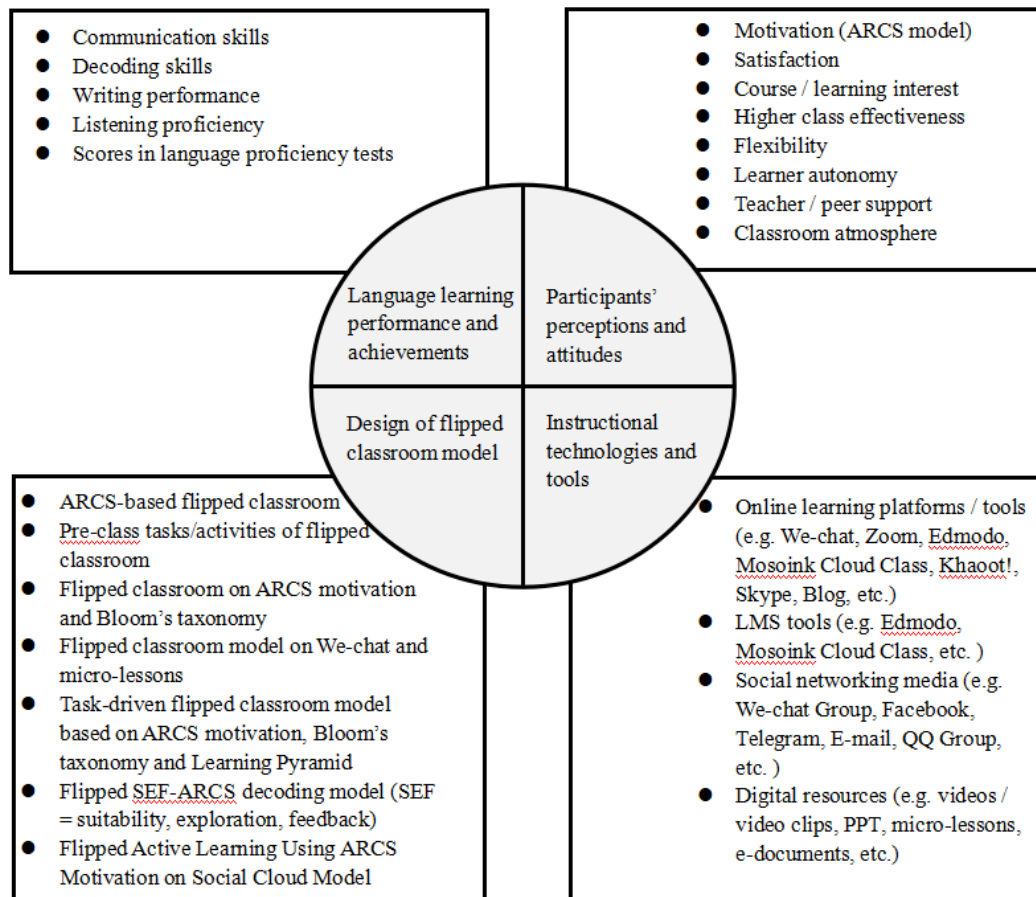 Communication skills
Decoding skills
Writing performance
Listening proficiency
Scores in language proficiency tests
Motivation (ARCS model)
Satisfaction
Course / learning interest
Higher class effectiveness
Flexibility
Learner autonomy
Teacher / peer support
Classroom atmosphere
Language learning
performance and
achievements
Participants’
perceptions and
attitudes
Design of flipped
classroom model
Instructional
technologies and
tools
ARCS-based flipped classroom
Pre-class tasks/activities of flipped
classroom
Flipped classroom on ARCS motivation
and Bloom’s taxonomy
Flipped classroom model on We-chat and
micro-lessons
Task-driven flipped classroom model
based on ARCS motivation, Bloom’s
taxonomy and Learning Pyramid
Flipped SEF-ARCS decoding model (SEF
= suitability, exploration, feedback)
Flipped Active Learning Using ARCS
Motivation on Social Cloud Model
Online learning platforms / tools
(e.g. We-chat, Zoom, Edmodo,
Mosoink Cloud Class, Khaoot!,
Skype, Blog, etc.)
LMS tools (e.g. Edmodo,
Mosoink Cloud Class, etc. )
Social networking media (e.g.
We-chat Group, Facebook,
Telegram, E-mail, QQ Group,
etc. )
Digital resources (e.g. videos /
video clips, PPT, micro-lessons,
e-documents, etc.)